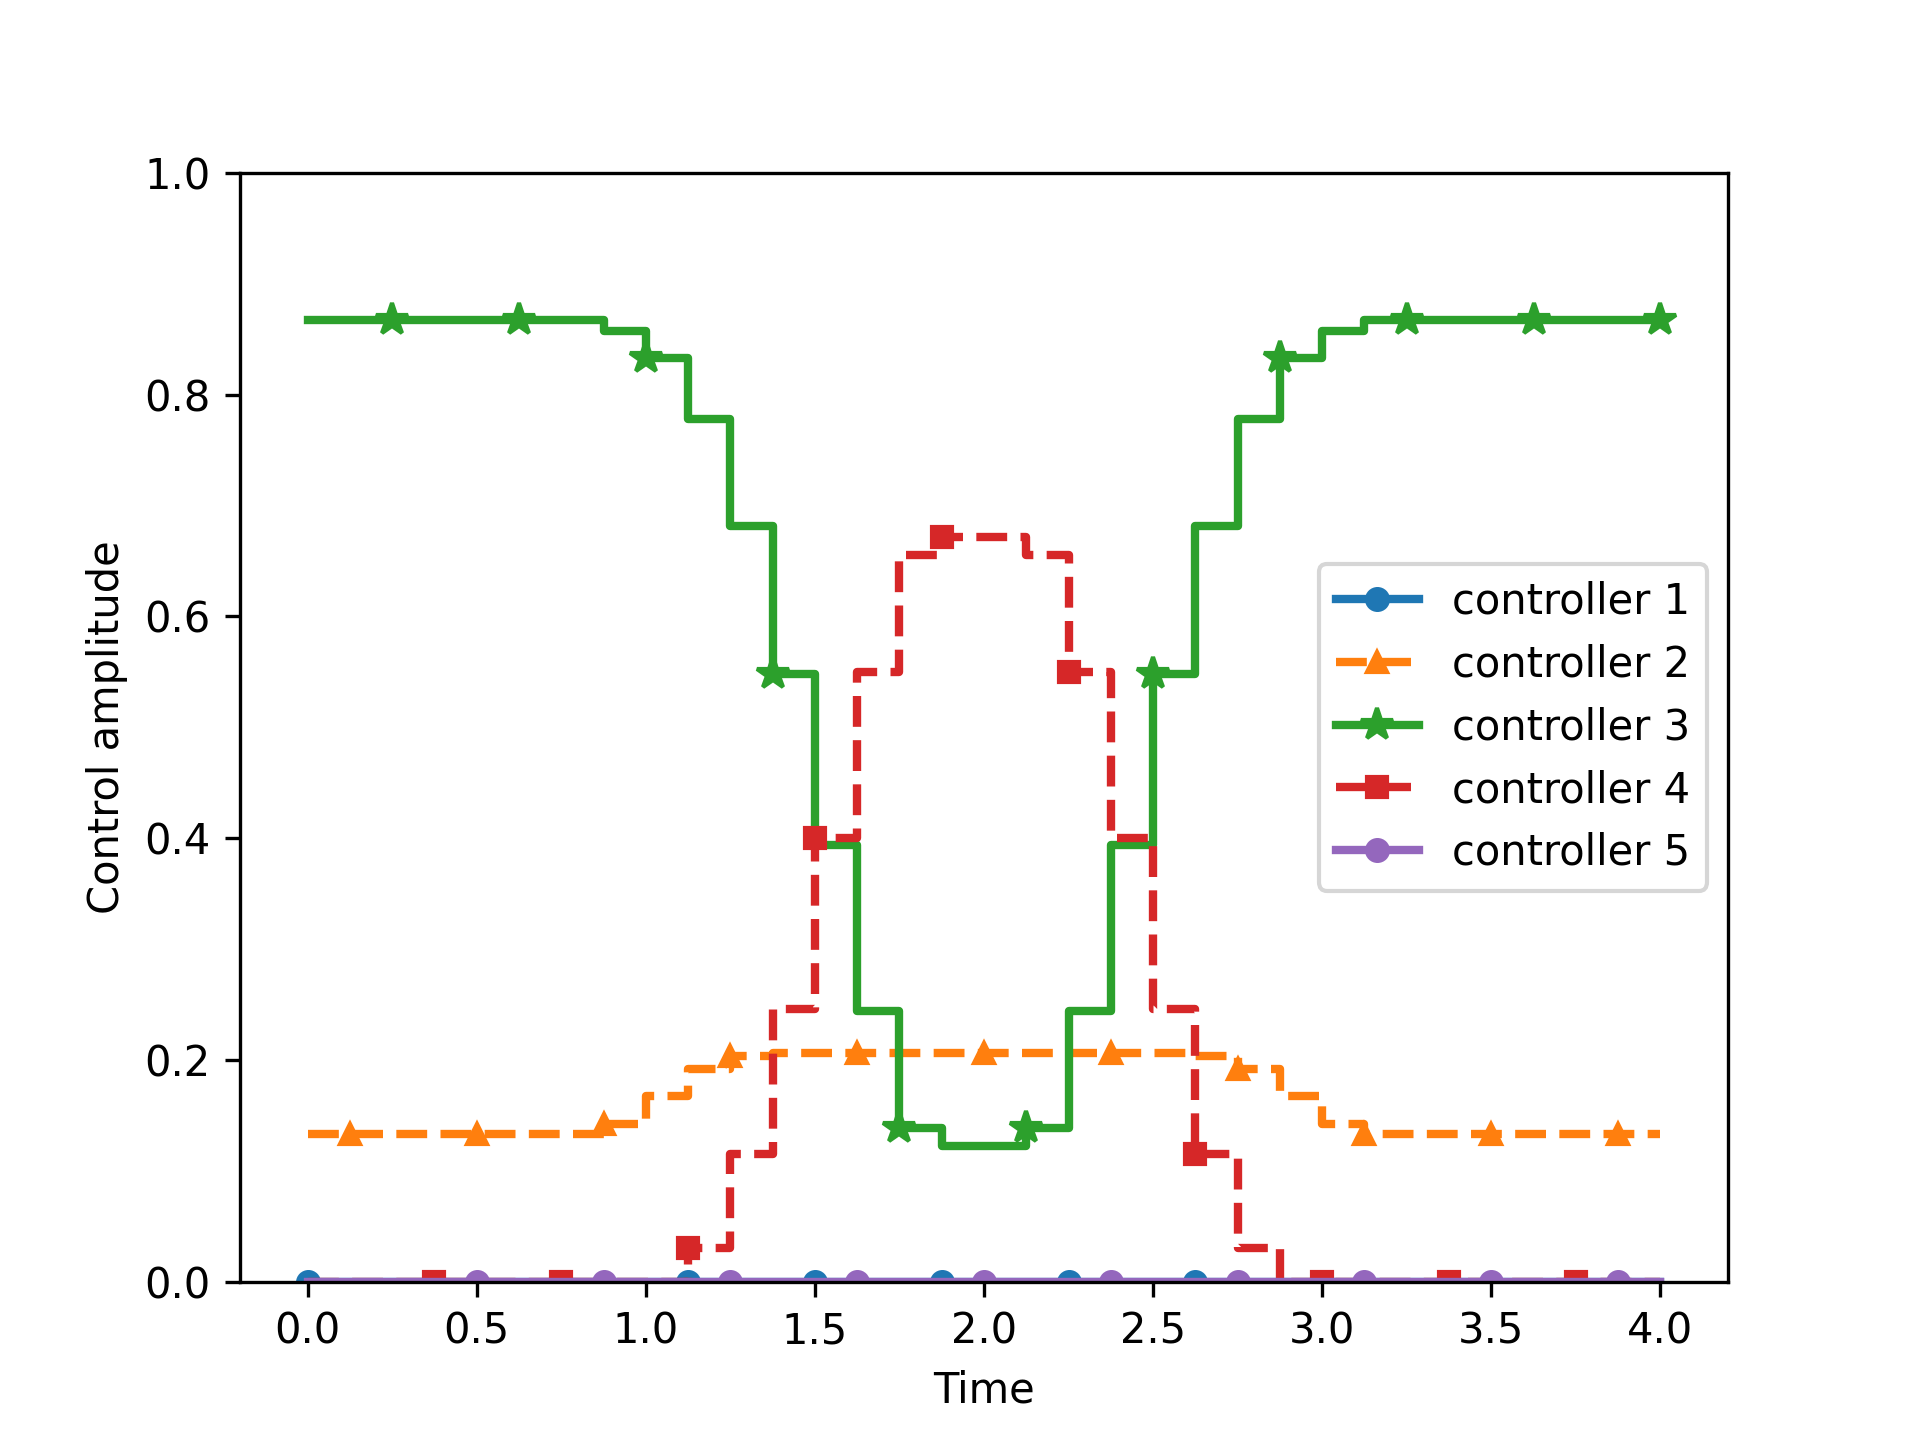 1.0
0.8
0.6
0.4
0.2
0.0
Control amplitude
controller 1
controller 2
controller 3
controller 4
controller 5
0.0 0.5 1.0 1.5 2.0 2.5 3.0 3.5 4.0
Time